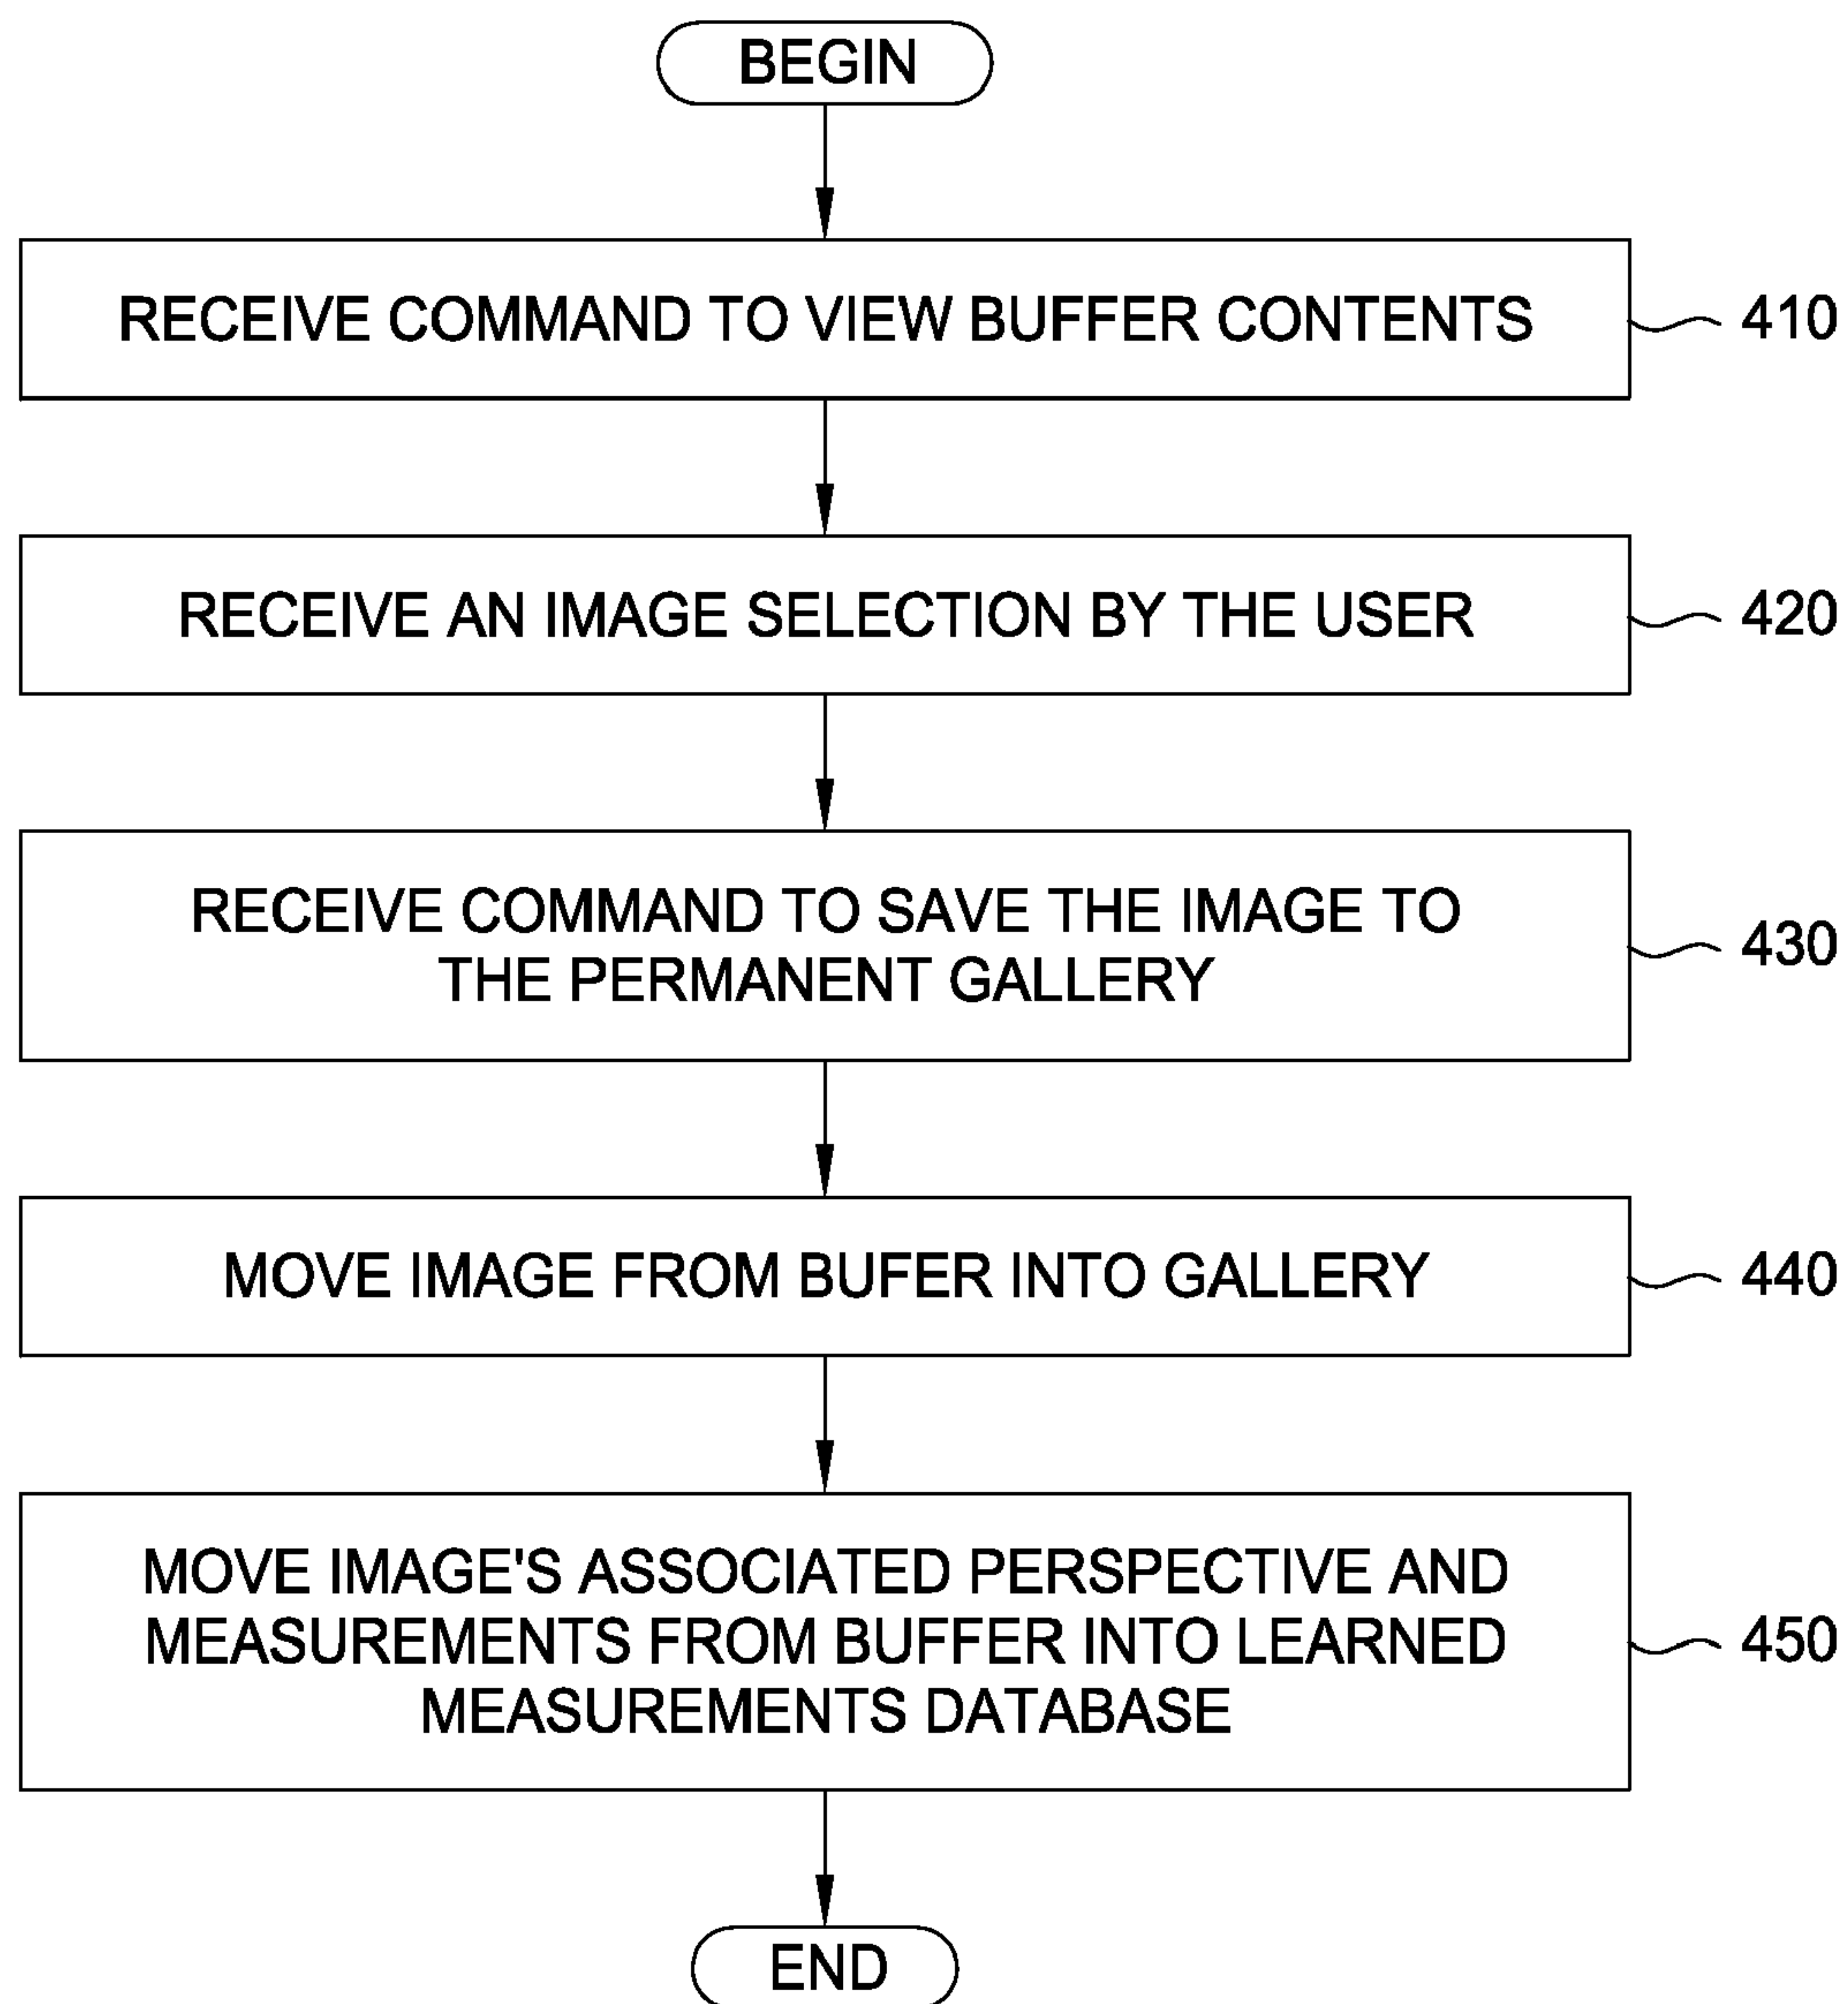 BEGIN
RECEIVE COMMAND TO VIEW BUFFER CONTENTS
410
RECEIVE AN IMAGE SELECTION BY THE USER
420
RECEIVE COMMAND TO SAVE THE IMAGE TO
THE PERMANENT GALLERY
430
MOVE IMAGE FROM BUFER INTO GALLERY
440
MOVE IMAGE'S ASSOCIATED PERSPECTIVE AND
MEASUREMENTS FROM BUFFER INTO LEARNED
MEASUREMENTS DATABASE
450
END